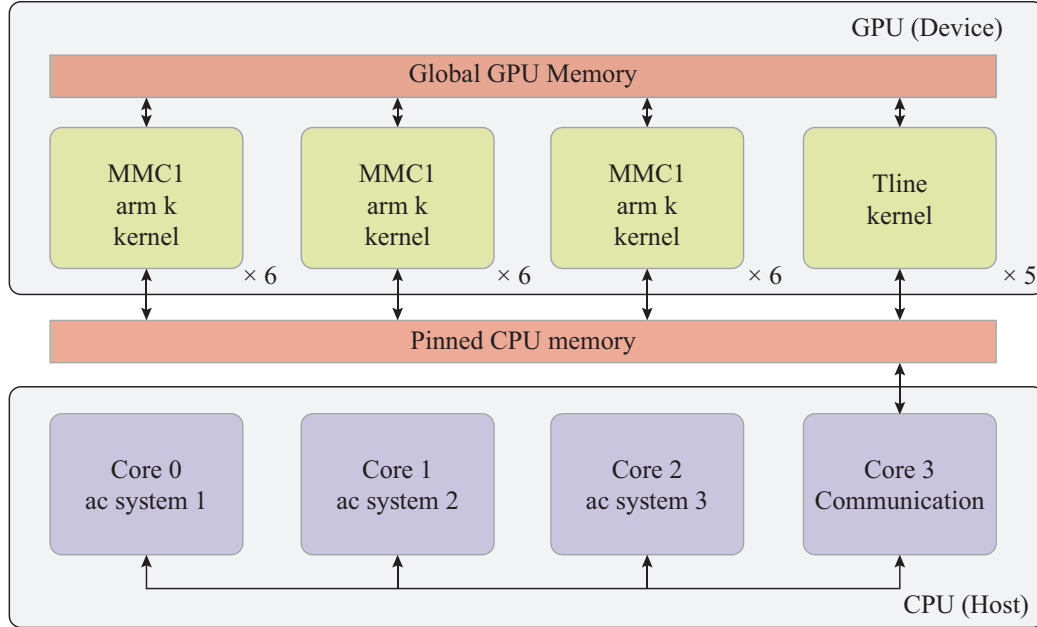 GPU (Device)
Global GPU Memory
MMC1
arm k
kernel
× 6
MMC1
arm k
kernel
× 6
MMC1
arm k
kernel
× 6
Tline
kernel
× 5
Pinned CPU memory
Core 0
ac system 1
Core 1
ac system 2
Core 2
ac system 3
Core 3
Communication
CPU (Host)